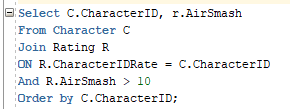 Select C.CharacterID, r.AirSmash
From Character C
Join Rating R
ON R.CharacterIDRate = C.CharacterID
And R.AirSmash > 10
Order by C.CharacterID;